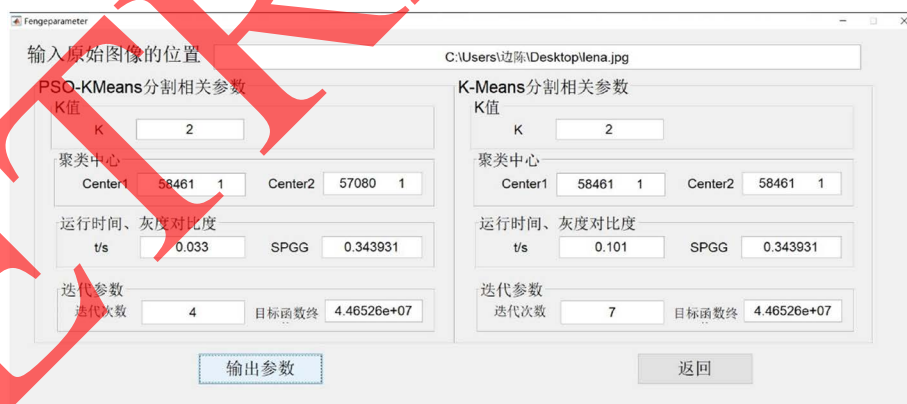 Fengeparameter
输入原始图像的位置 C:\Users\边陈\Desktop\lena.jpg
PSO-KMeans分割相关参数
K值
K 2
聚类中心
Center1 58461 1 Center2 57080 1
运行时间、灰度对比度
t/s 0.033 SPGG 0.343931
迭代参数
迭代次数 4 目标函数终 4.46526e+07
K-Means分割相关参数
K值
K 2
聚类中心
Center1 58461 1 Center2 58461 1
运行时间、灰度对比度
t/s 0.101 SPGG 0.343931
迭代参数
迭代次数 7 目标函数终 4.46526e+07
输出参数 返回